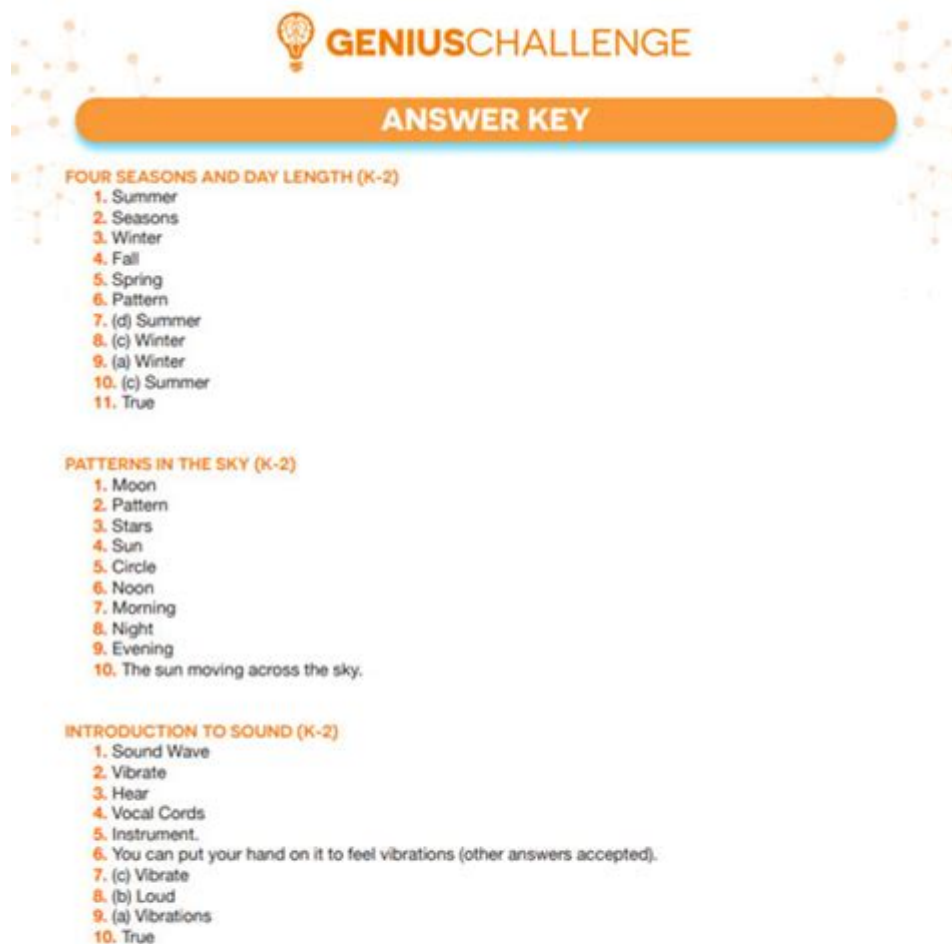 GENIUSCHALLENGE
ANSWER KEY
FOUR SEASONS AND DAY LENGTH (K-2)
1. Summer
2. Seasons
3. Winter
4. Fall
5. Spring
6. Pattern
7. (d) Summer
8. (c) Winter
9. (a) Winter
10. (c) Summer
11. True
PATTERNS IN THE SKY (K-2)
1. Moon
2. Pattern
3. Stars
4. Sun
5. Circle
6. Noon
7. Morning
8. Night
9. Evening
10. The sun moving across the sky.
INTRODUCTION TO SOUND (K-2)
1. Sound Wave
2. Vibrate
3. Hear
4. Vocal Cords
5. Instrument.
6. You can put your hand on it to feel vibrations (other answers accepted).
7. (c) Vibrate
8. (b) Loud
9. (a) Vibrations
10. True